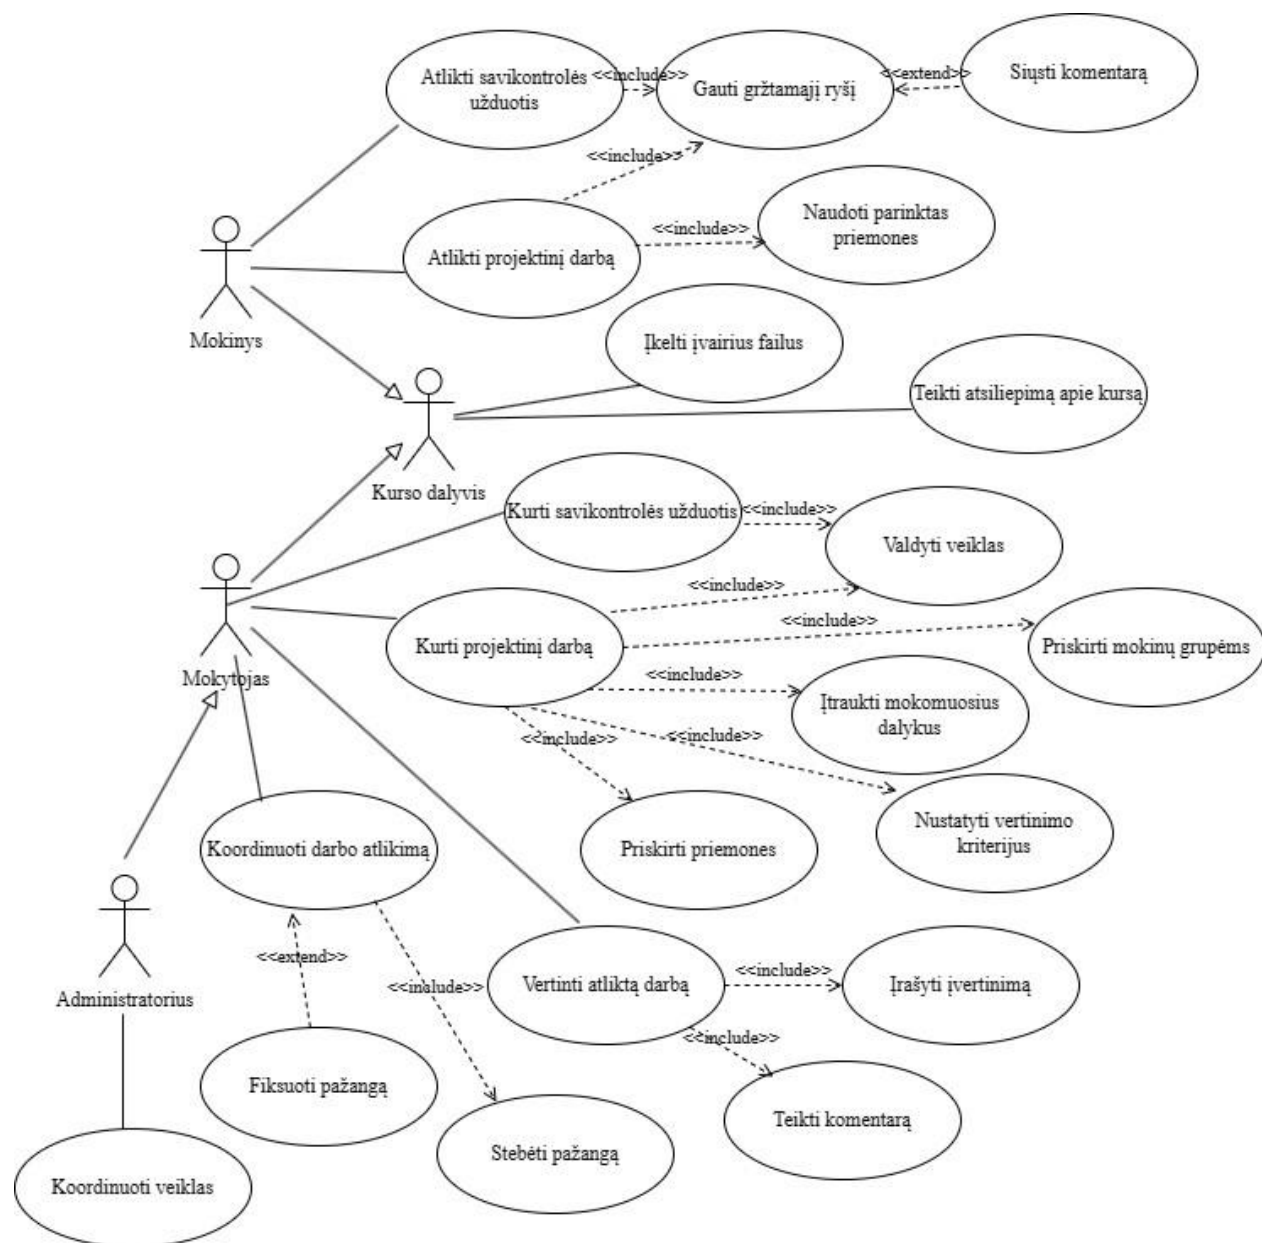 Atlikti savikontrolės
užduotis
<<include>>
Gauti gržtamąjį ryšį
<<extend>>
Siųsti komentarą
<<include>>
Naudoti parinktas
priemones
<<include>>
Atlikti projektinį darbą
Mokinys
Įkelti įvairius failus
Teikti atsiliepimą apie kursą
Kurso dalyvis
Kurti savikontrolės užduotis
<<include>>
Valdyti veiklas
<<include>>
<<include>>
Kurti projektinį darbą
Priskirti mokinų grupėms
Mokytojas
<<include>>
Įtraukti mokomuosius
dalykus
<<include>>
<<include>>
Nustatyti vertinimo
kriterijus
Koordinuoti darbo atlikimą
Priskirti priemones
<<extend>>
<<include>>
Vertinti atliktą darbą
<<include>>
Įrašyti įvertinimą
Administratorius
<<include>>
Fiksuoti pažangą
Teikti komentarą
Stebėti pažangą
Koordinuoti veiklas